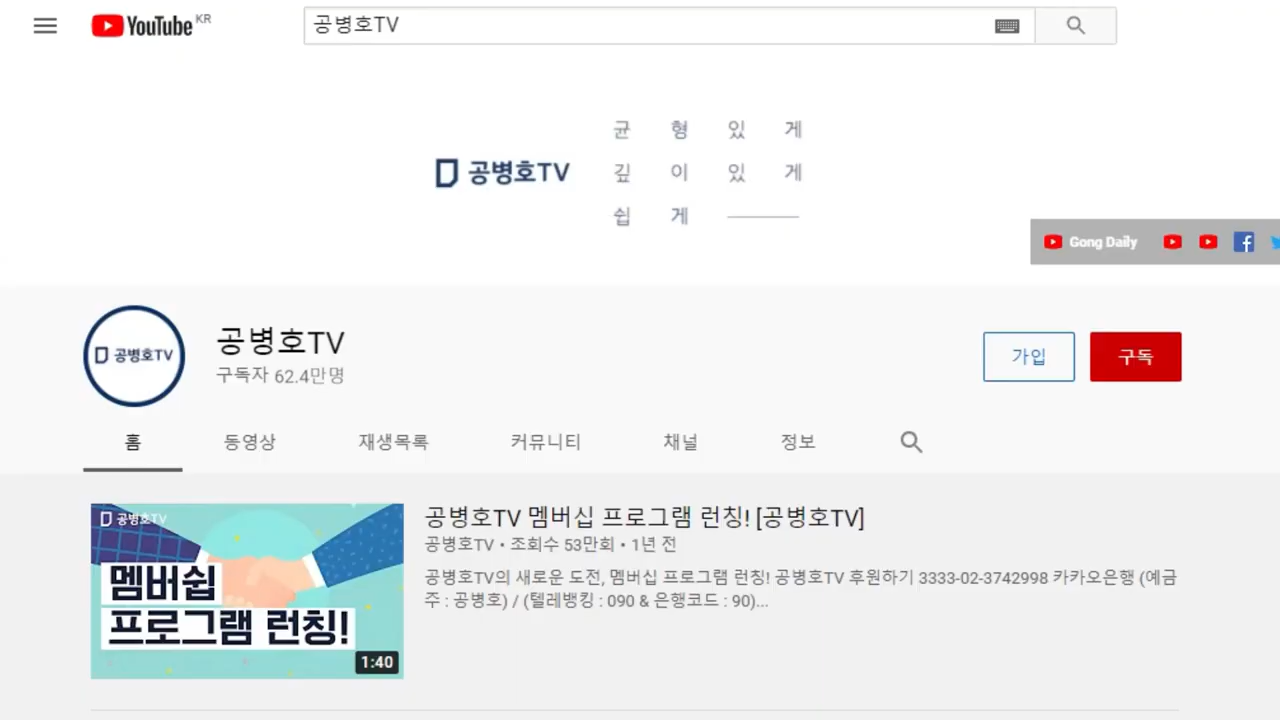 YouTube KR
공병호TV
균형있게
공병호TV
깊이있게
쉽게
Gong Daily
공병호TV
공병호TV
구독자 62.4만명
가입
구독
홈
동영상
재생목록
커뮤니티
채널
정보
공병호TV
멤버쉽
프로그램 런칭!
1:40
공병호TV 멤버십 프로그램 런칭! [공병호TV]
공병호TV • 조회수 53만회 • 1년 전
공병호TV의 새로운 도전, 멤버십 프로그램 런칭! 공병호TV 후원하기 3333-02-3742998 카카오은행 (예금
주 : 공병호) / (텔레뱅킹 : 090 & 은행코드 : 90)...